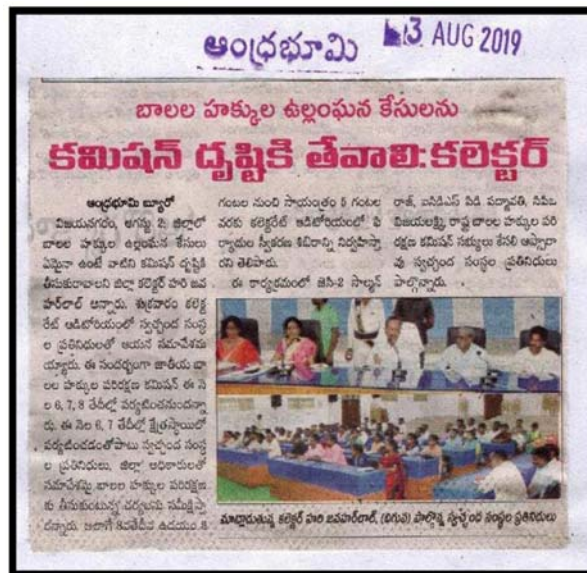 ఆంధ్రభూమి
3 AUG 2019
బాలల హక్కుల ఉల్లంఘన కేసులను
కమిషన్ దృష్టికి తేవాలి:కలెక్టర్
ఆంధ్రభూమి బ్యూరో
విజయనగరం, ఆగస్టు 2: జిల్లాలో
బాలల హక్కుల ఉల్లంఘన కేసులు
ఏమైనా ఉంటే వాటిని కమిషన్ దృష్టికి
తీసుకురావాలని జిల్లా కలెక్టర్ హరి జవ
హర్‌లాల్ అన్నారు. శుక్రవారం కలెక్ట
రేట్ ఆడిటోరియంలో స్వచ్ఛంద సంస్థ
ల ప్రతినిధులతో ఆయన సమావేశమ
య్యారు. ఈ సందర్భంగా జాతీయ బా
లల హక్కుల పరిరక్షణ కమిషన్ ఈ నె
ల 6, 7, 8 తేదీల్లో పర్యటించనుందన్నా
రు. ఈ నెల 6, 7 తేదీల్లో క్షేత్రస్థాయిలో
పర్యటించడంతోపాటు స్వచ్ఛంద సంస్థ
ల ప్రతినిధులు, జిల్లా అధికారులతో
సమావేశమై బాలల హక్కుల పరిరక్షణ
కు తీసుకుంటున్న చర్యలను సమీక్షిస్తా
రన్నారు. అలాగే 8వతేదీన ఉదయం 8
గంటల నుంచి సాయంత్రం 5 గంటల
వరకు కలెక్టరేట్ ఆడిటోరియంలో ఫి
ర్యాదుల స్వీకరణ శిబిరాన్ని నిర్వహిస్తా
రని తెలిపారు.
ఈ కార్యక్రమంలో జెసి-2 సాల్మన్
రాజ్, ఐసిడిఎస్ పిడి పద్మావతి, సిపిఒ
విజయలక్ష్మి, రాష్ట్ర బాలల హక్కుల పరి
రక్షణ కమిషన్ సభ్యులు కేసలి అప్పారా
వు స్వచ్ఛంద సంస్థల ప్రతినిధులు
పాల్గొన్నారు.
మాట్లాడుతున్న కలెక్టర్ హరి జవహర్‌లాల్, (దిగువ) పాల్గొన్న స్వచ్ఛంద సంస్థల ప్రతినిధులు